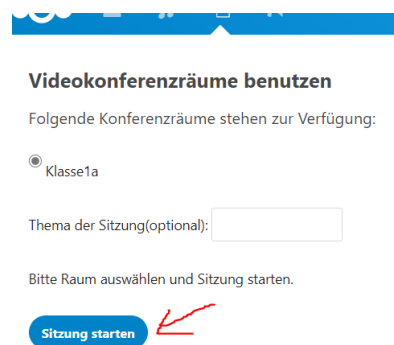 Videokonferenzräume benutzen
Folgende Konferenzräume stehen zur Verfügung:
Klasse1a
Thema der Sitzung(optional):
Bitte Raum auswählen und Sitzung starten.
Sitzung starten